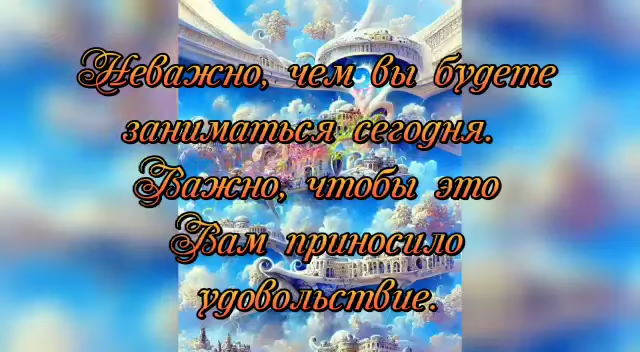 Неважно, чем вы будете
заниматься сегодня.
Важно, чтобы это
Вам приносило
удовольствие.